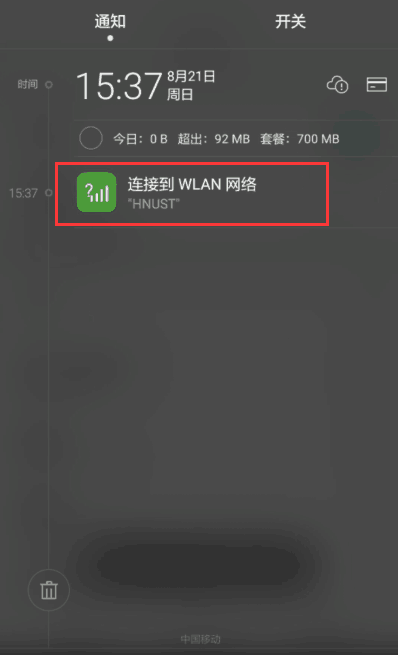 通知 开关
时间 15:37 8月21日
周日
今日：0 B 超出：92 MB 套餐：700 MB
15:37 连接到 WLAN 网络
"HNUST"
中国移动